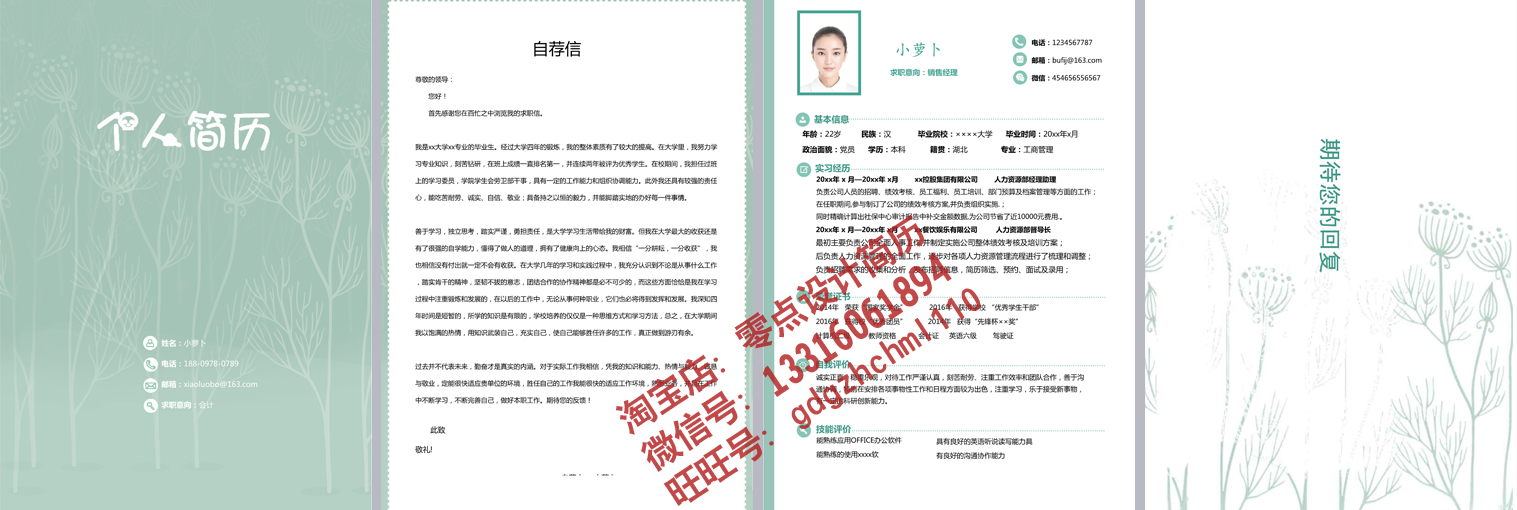 个人简历
姓名：小萝卜
电话：188-0978-0789
邮箱：xiaoluobo@163.com
求职意向：会计
自荐信
尊敬的领导：
您好！
首先感谢您在百忙之中浏览我的求职信。
我是xx大学xx专业的毕业生。经过大学四年的锻炼，我的整体素质有了较大的提高。在大学里，我努力学
习专业知识，刻苦钻研，在班上成绩一直排名第一，并连续两年被评为优秀学生。在校期间，我担任过班
上的学习委员，学院学生会劳卫部干事，具有一定的工作能力和组织协调能力。此外我还具有较强的责任
心，能吃苦耐劳、诚实、自信、敬业；具备持之以恒的毅力，并能脚踏实地的办好每一件事情。
善于学习，独立思考，踏实严谨，勇担责任，是大学学习生活带给我的财富。但我在大学最大的收获还是
有了很强的自学能力，懂得了做人的道理，拥有了健康向上的心态。我相信“一分耕耘，一分收获”，我
也相信没有付出就一定不会有收获。在大学几年的学习和实践过程中，我充分认识到不论是从事什么工作
，踏实肯干的精神，坚韧不拔的意志，团结合作的协作精神都是必不可少的，而这些方面恰恰是我在学习
过程中注重锻炼和发展的，在以后的工作中，无论从事何种职业，它们也必将得到发挥和发展。我深知四
年时间是短暂的，所学的知识是有限的，学校培养的仅仅是一种思维方式和学习方法，总之，在大学期间
我以饱满的热情，用知识武装自己，充实自己，使自己能够胜任许多的工作，真正做到游刃有余。
过去并不代表未来，勤奋才是真实的内涵。对于实际工作我相信，凭我的知识和能力、热情与
与敬业，定能很快适应贵单位的环境，胜任自己的工作我能很快的适应工作环境，
中不断学习，不断完善自己，做好本职工作。期待您的反馈！
此致
敬礼！
小萝卜
求职意向：销售经理
电话：1234567787
邮箱：bufij@163.com
微信：454656556567
基本信息
年龄：22岁 民族：汉 毕业院校：××××大学 毕业时间：20xx年x月
政治面貌：党员 学历：本科 籍贯：湖北 专业：工商管理
实习经历
20xx年 x 月—20xx年 x月 xx控股集团有限公司 人力资源部经理助理
负责公司人员的招聘、绩效考核、员工福利、员工培训、部门预算及档案管理等方面的工作；
在任职期间,参与制订了公司的绩效考核方案,并负责组织实施.；
同时精确计算出社保中心审计报告中补交金额数据,为公司节省了近10000元费用.。
20xx年 x 月—20xx年 x月 xx餐饮娱乐有限公司 人力资源部督导长
最初主要负责公司全面人事工作,并制定实施公司整体绩效考核及培训方案；
后负责人力资源部的全面工作，逐步对各项人力资源管理流程进行了梳理和调整；
负责招聘需求的收集和分析，发布招聘信息，简历筛选、预约、面试及录用；
证书
2014年 荣获“国家奖学金” 2016年 获得学校“优秀学生干部”
2016年 “优秀团员” 2014年 获得“先锋杯××奖”
教师资格 会计证 英语六级 驾驶证
自我评价
诚实正直、稳重乐观，对待工作严谨认真，刻苦耐劳、注重工作效率和团队合作，善于沟
在安排各项事物性工作和日程方面较为出色，注重学习，乐于接受新事物，
科研创新能力。
技能评价
能熟练应用OFFICE办公软件 具有良好的英语听说读写能力具
能熟练的使用xxxx软 有良好的沟通协作能力
淘宝店：零点设计简历
微信号：13316061894
旺旺号：gdghchml110
期待您的回复